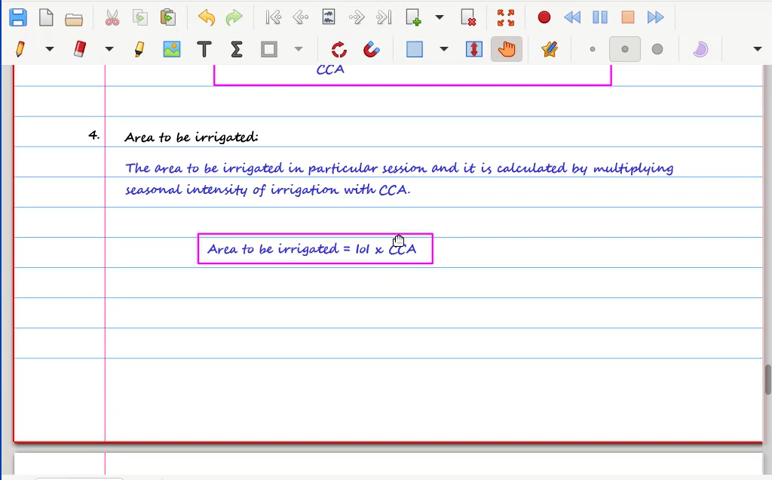 CCA
4. Area to be irrigated:
The area to be irrigated in particular session and it is calculated by multiplying
seasonal intensity of irrigation with CCA.
Area to be irrigated = IoI x CCA